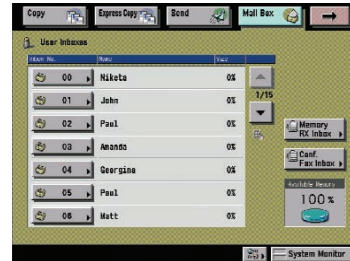 Copy Express Copy Send Mail Box
User Inboxes
Inbox No. Name Size
00 Niketa 0%
01 John 0%
1/15
02 Paul 0%
Memory RX Inbox
03 Amanda 0%
Conf. Fax Inbox
04 Georgina 0%
Available Memory
05 Paul 0%
100%
06 Matt 0%
System Monitor